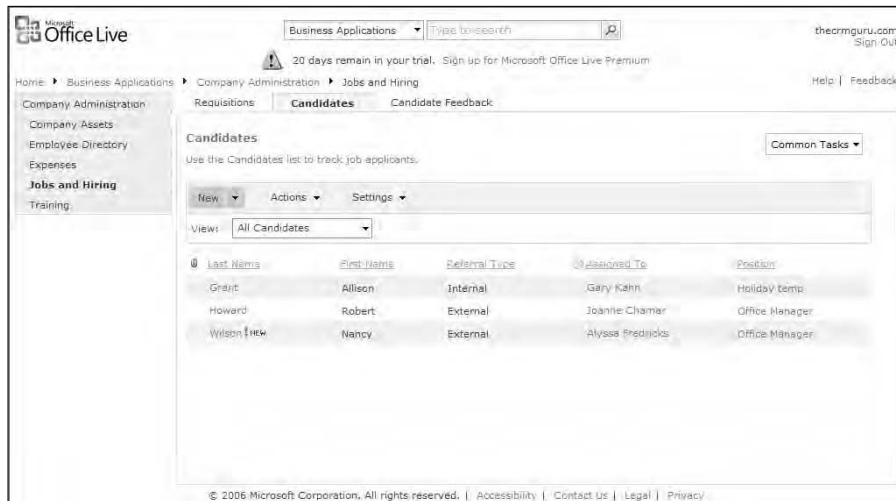 Microsoft
Office Live
Business Applications
Type to search
thecrmguru.com
Sign Out
20 days remain in your trial. Sign up for Microsoft Office Live Premium
Home Business Applications Company Administration Jobs and Hiring
Help | Feedback
Company Administration
Company Assets
Employee Directory
Expenses
Jobs and Hiring
Training
Requisitions Candidates Candidate Feedback
Candidates
Use the Candidates list to track job applicants.
Common Tasks
New Actions Settings
View: All Candidates
Last Name First Name Referral Type Assigned To Position
Grant Allison Internal Gary Kahn Holiday temp
Howard Robert External Joanne Chamar Office Manager
Wilson ! NEW Nancy External Alyssa Fredricks Office Manager
© 2006 Microsoft Corporation. All rights reserved. | Accessibility | Contact Us | Legal | Privacy